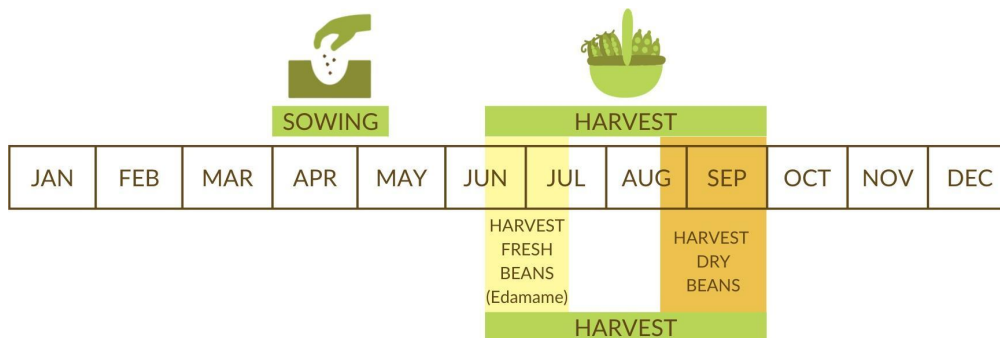 SOWING
HARVEST
JAN FEB MAR APR MAY JUN JUL AUG SEP OCT NOV DEC
HARVEST
FRESH
BEANS
(Edamame)
HARVEST
DRY
BEANS
HARVEST